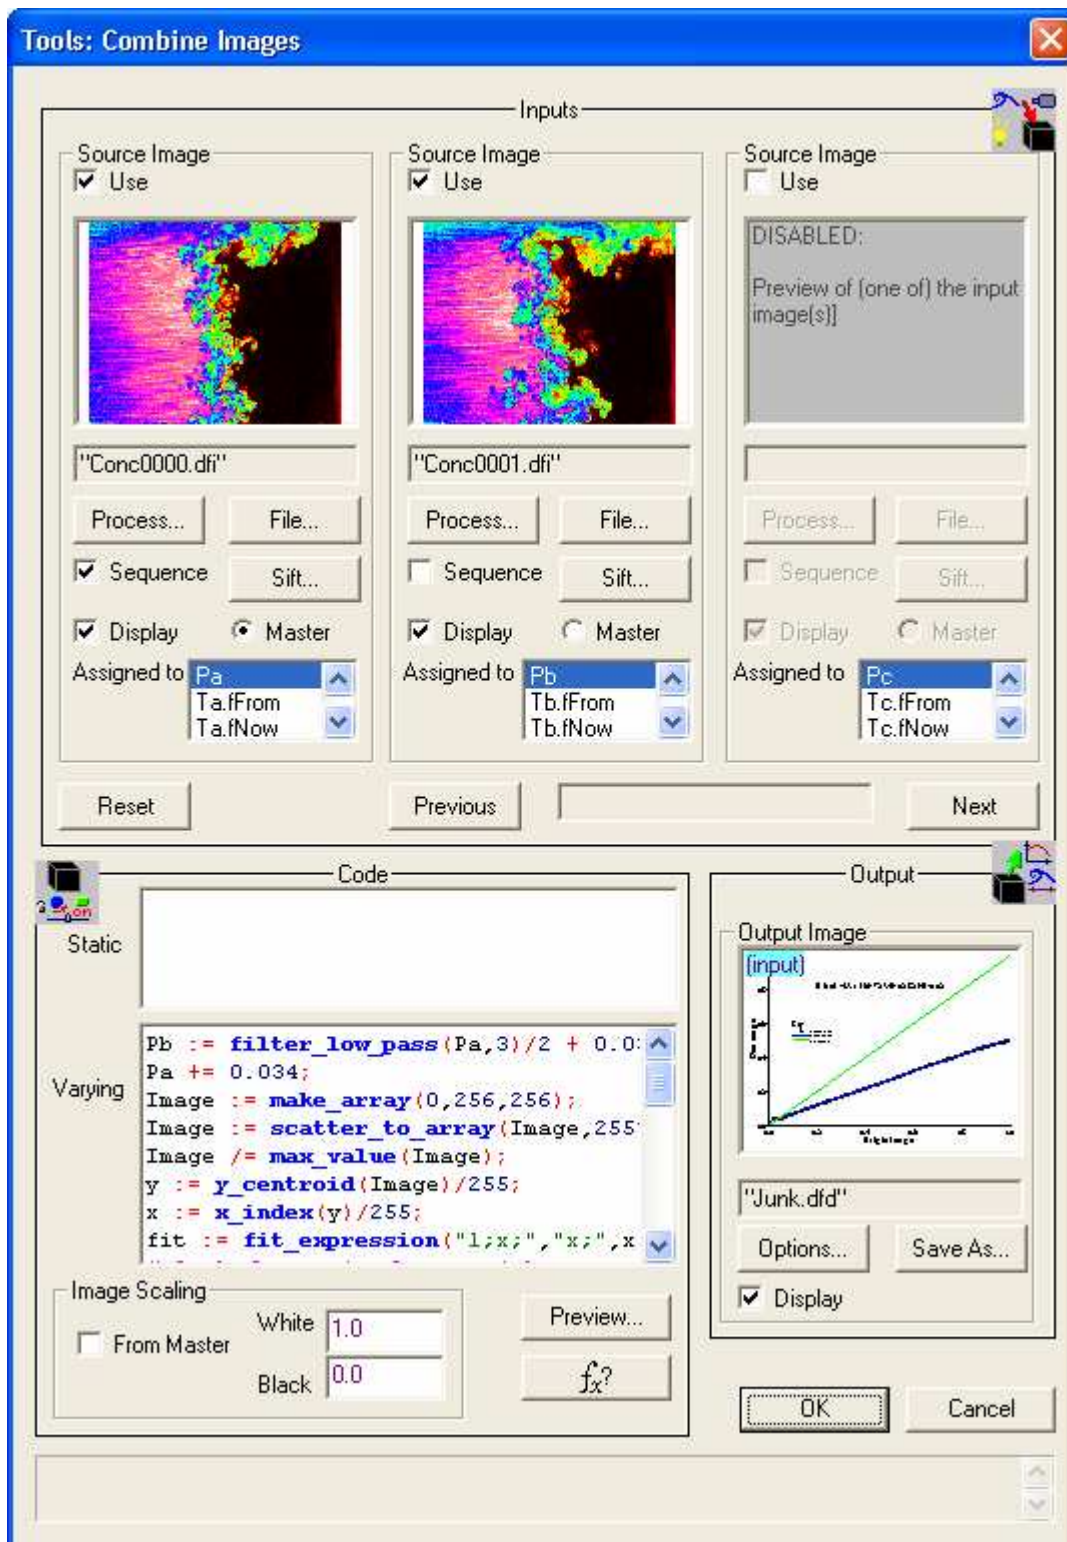 Tools: Combine Images
Inputs
Source Image
Use
"Conc0000.dfi"
Process...
File...
Sequence
Sift...
Display
Master
Assigned to
Pa
Ta.fFrom
Ta.fNow
Source Image
Use
"Conc0001.dfi"
Process...
File...
Sequence
Sift...
Display
Master
Assigned to
Pb
Tb.fFrom
Tb.fNow
Source Image
Use
DISABLED:
Preview of (one of) the input
image(s)]
Process...
File...
Sequence
Sift...
Display
Master
Assigned to
Pc
Tc.fFrom
Tc.fNow
Reset
Previous
Next
Code
Static
Varying
Pb := filter_low_pass(Pa,3)/2 +
Pa += 0.034;
Image := make_array(0,256,256);
Image := scatter_to_array(Image,255
Image /= max_value(Image);
y := y_centroid(Image)/255;
x := x_index(y)/255;
fit := fit_expression("1;x;","x;",x
Image Scaling
From Master
White
1.0
Black
0.0
Preview...
fx?
Output
Output Image
(input)
"Junk.dfd"
Options...
Save As...
Display
OK
Cancel